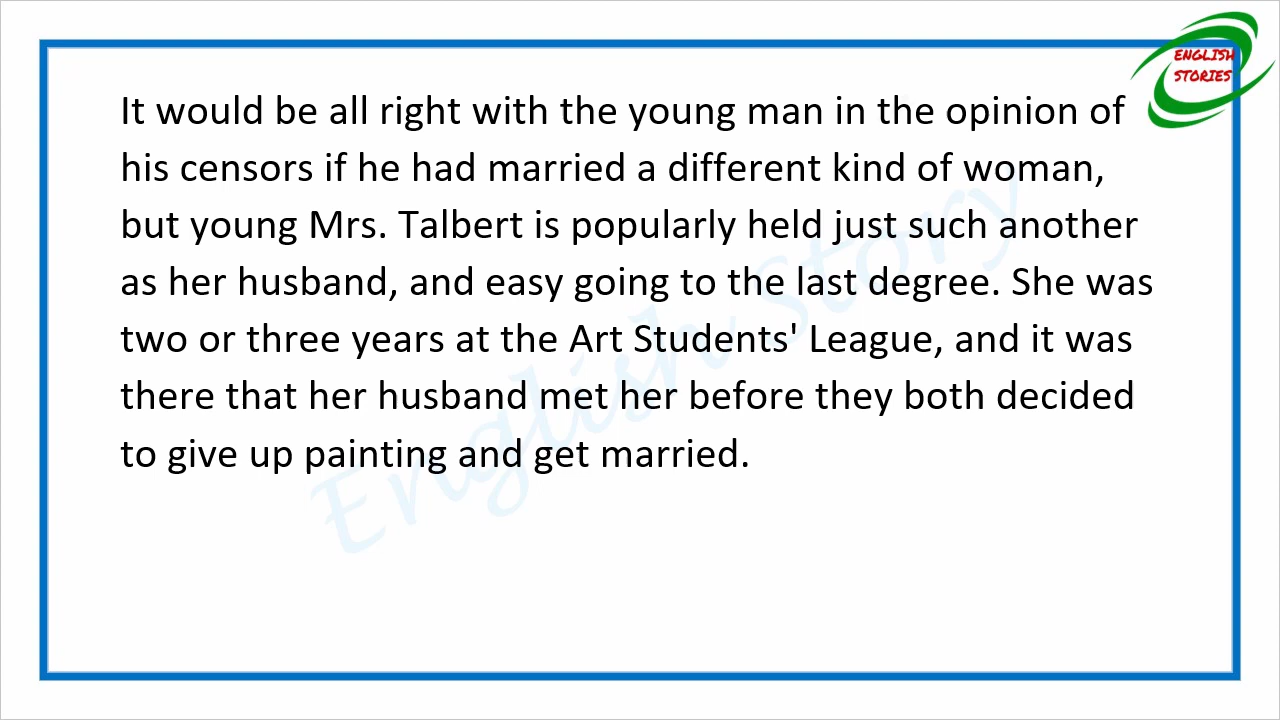 ENGLISH
STORIES
It would be all right with the young man in the opinion of
his censors if he had married a different kind of woman,
but young Mrs. Talbert is popularly held just such another
as her husband, and easy going to the last degree. She was
two or three years at the Art Students' League, and it was
there that her husband met her before they both decided
to give up painting and get married.
English Story